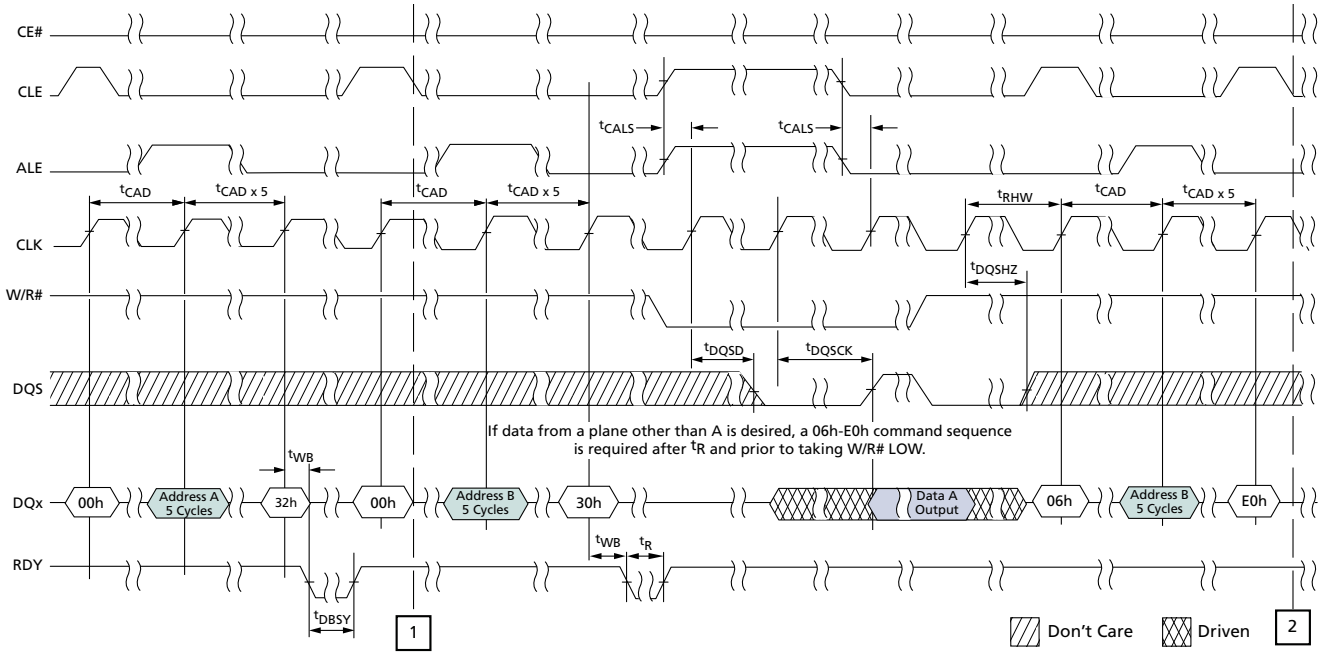 CE#
CLE
tCALS
tCALS
ALE
tCAD
tCAD x 5
tCAD
tCAD x 5
tRHW
tCAD
tCAD x 5
CLK
tDQSHZ
W/R#
tDQSD
tDQSCK
DQS
If data from a plane other than A is desired, a 06h-E0h command sequence
is required after tR and prior to taking W/R# LOW.
tWB
DQx
00h
Address A
5 Cycles
32h
00h
Address B
5 Cycles
30h
Data A
Output
06h
Address B
5 Cycles
E0h
tWB
tR
RDY
tDBSY
1
Don't Care
Driven
2